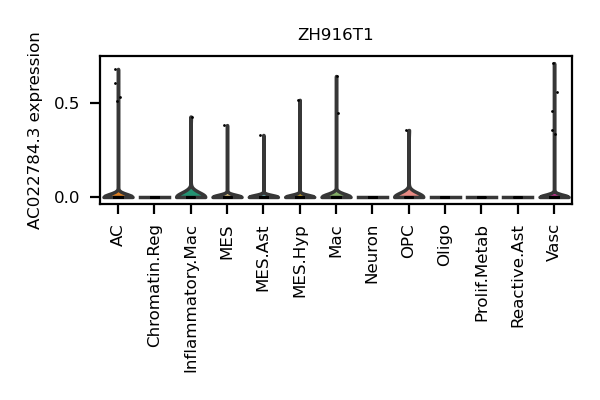 ZH916T1
AC022784.3 expression
0.5
0.0
AC
Chromatin.Reg
Inflammatory.Mac
MES
MES.Ast
MES.Hyp
Mac
Neuron
OPC
Oligo
Prolif.Metab
Reactive.Ast
Vasc